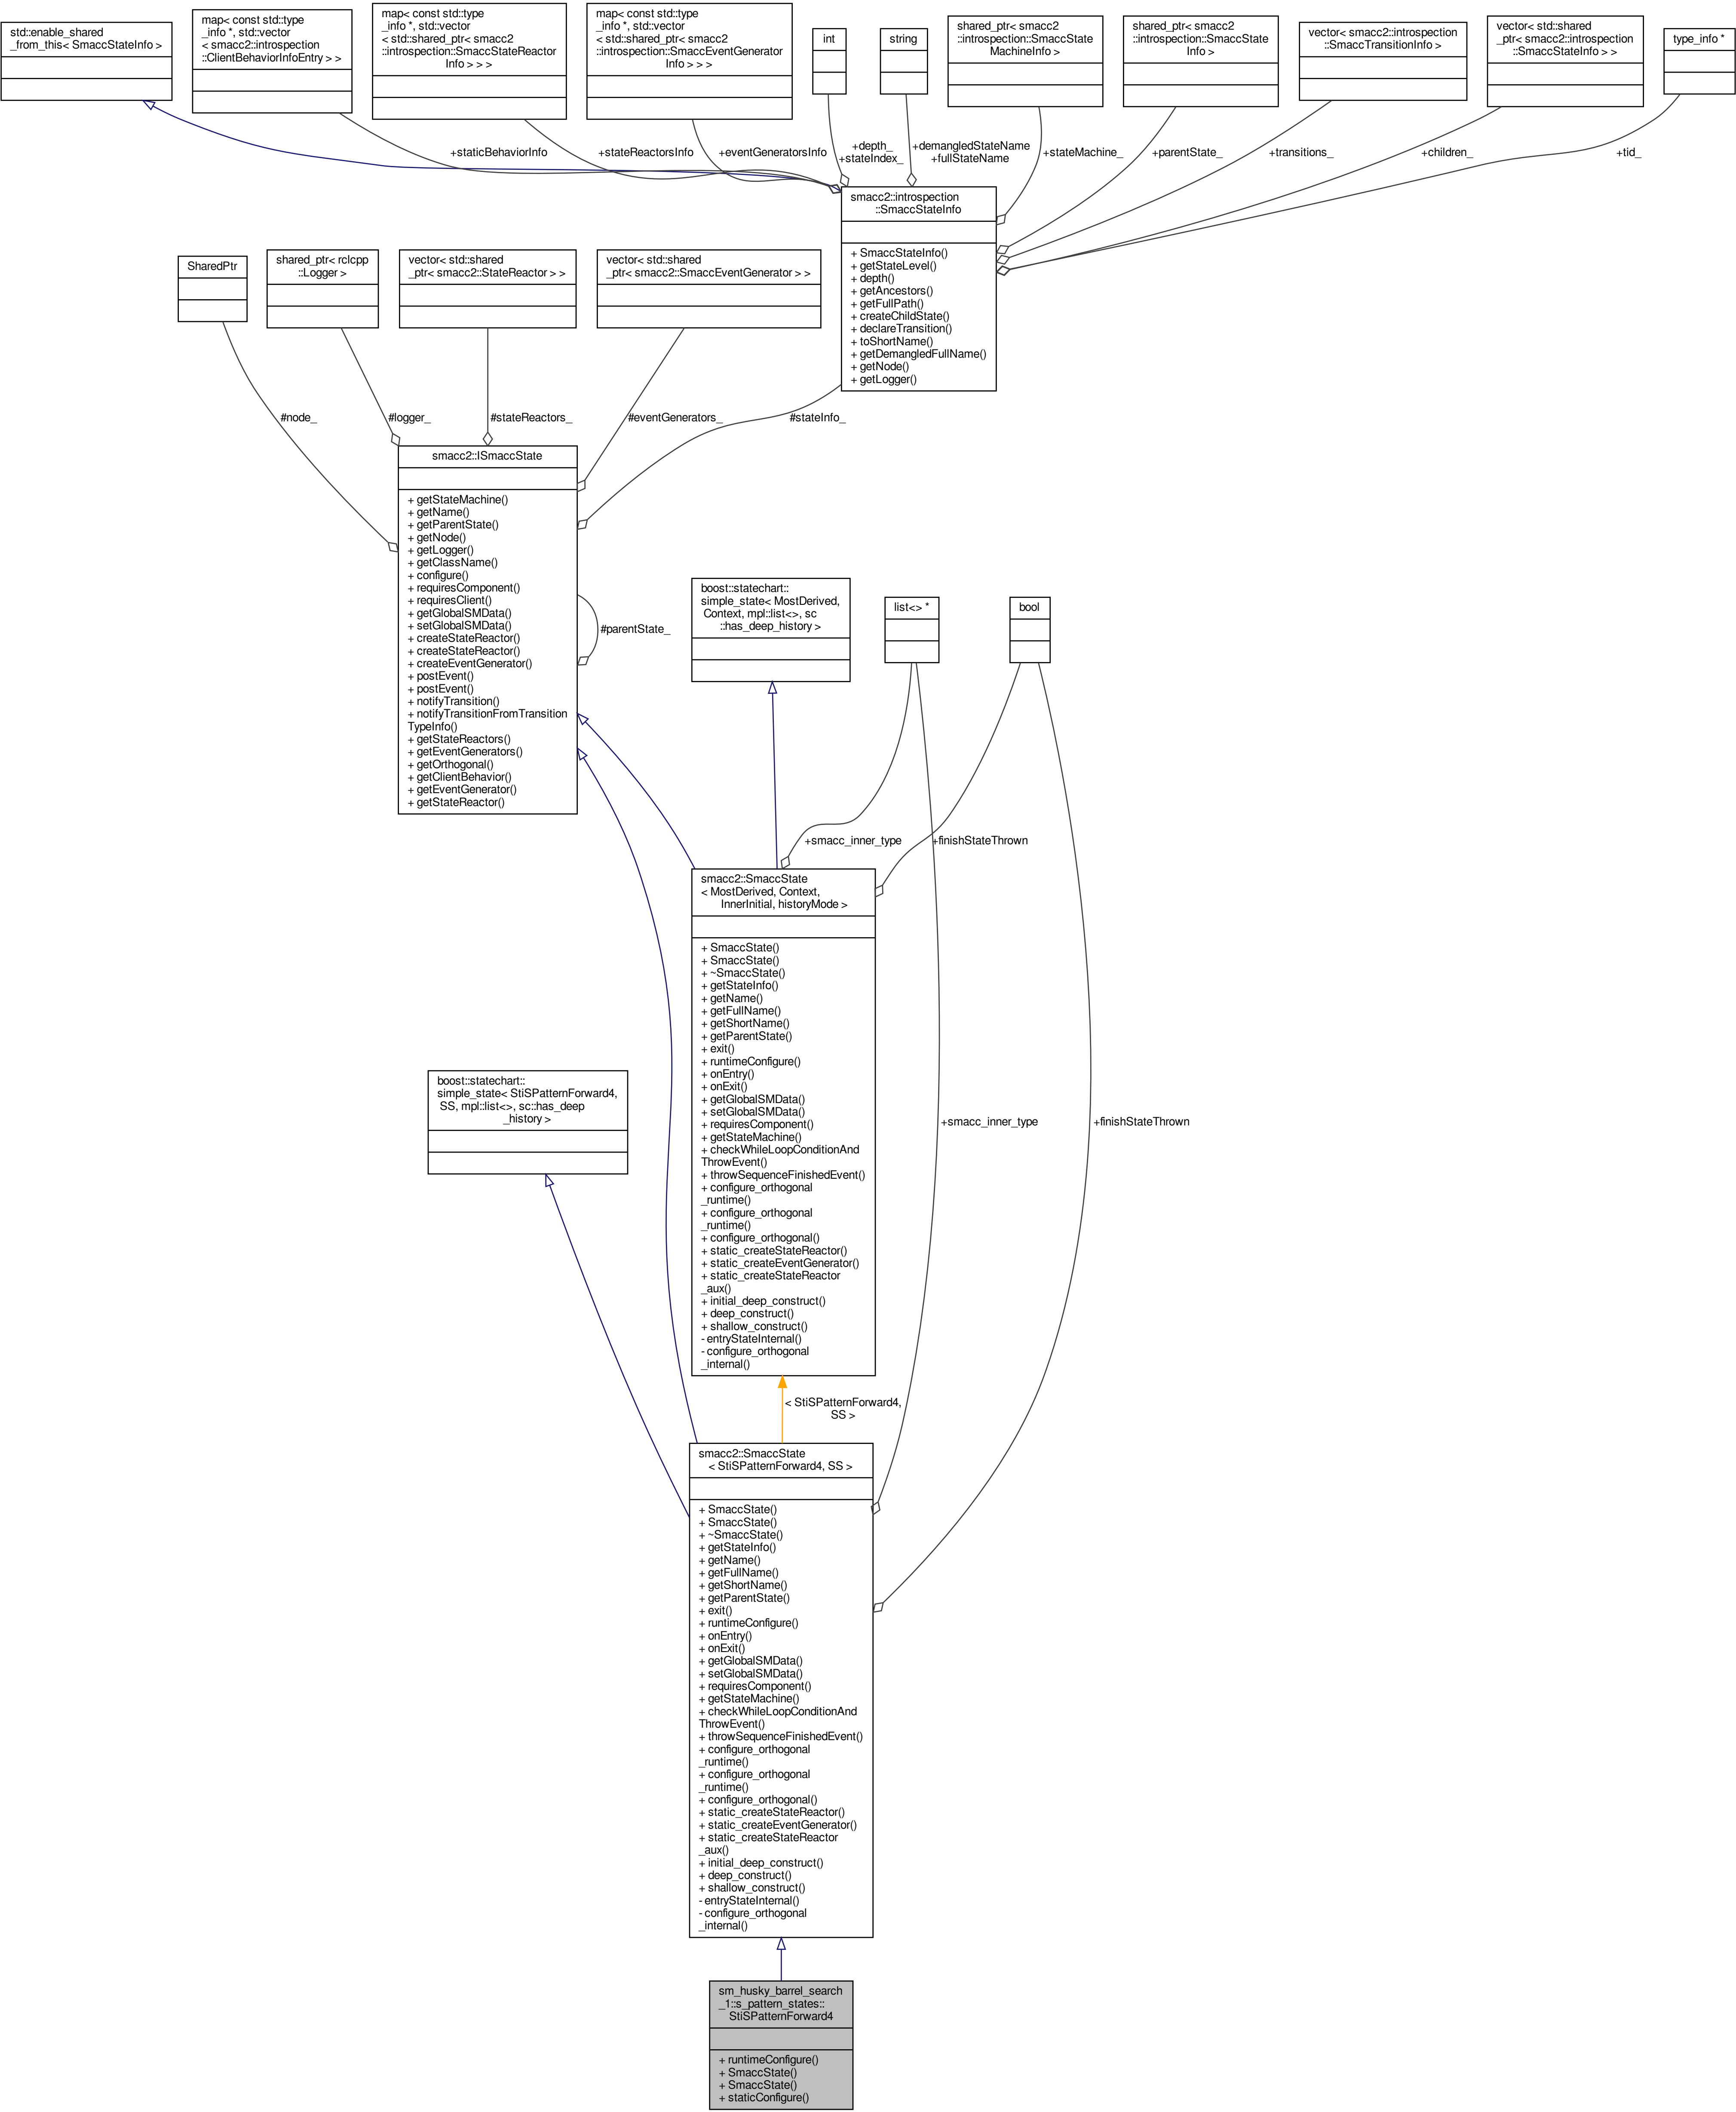 std::enable_shared
_from_this< SmaccStateInfo >
map< const std::type
_info *, std::vector
< smacc2::introspection
::ClientBehaviorInfoEntry > >
map< const std::type
_info *, std::vector
< std::shared_ptr< smacc2
::introspection::SmaccStateReactor
Info > > >
map< const std::type
_info *, std::vector
< std::shared_ptr< smacc2
::introspection::SmaccEventGenerator
Info > > >
int
string
shared_ptr< smacc2
::introspection::SmaccState
MachineInfo >
shared_ptr< smacc2
::introspection::SmaccState
Info >
vector< smacc2::introspection
::SmaccTransitionInfo >
vector< std::shared
_ptr< smacc2::introspection
::SmaccStateInfo > >
type_info *
+staticBehaviorInfo
+stateReactorsInfo
+eventGeneratorsInfo
+depth_
+stateIndex_
+demangledStateName
+fullStateName
+stateMachine_
+parentState_
+transitions_
+children_
+tid_
smacc2::introspection
::SmaccStateInfo
+ SmaccStateInfo()
+ getStateLevel()
+ depth()
+ getAncestors()
+ getFullPath()
+ createChildState()
+ declareTransition()
+ toShortName()
+ getDemangledFullName()
+ getNode()
+ getLogger()
SharedPtr
shared_ptr< rclcpp
::Logger >
vector< std::shared
_ptr< smacc2::StateReactor > >
vector< std::shared
_ptr< smacc2::SmaccEventGenerator > >
#node_
#logger_
#stateReactors_
#eventGenerators_
#stateInfo_
smacc2::ISmaccState
+ getStateMachine()
+ getName()
+ getParentState()
+ getNode()
+ getLogger()
+ getClassName()
+ configure()
+ requiresComponent()
+ requiresClient()
+ getGlobalSMData()
+ setGlobalSMData()
+ createStateReactor()
+ createStateReactor()
+ createEventGenerator()
+ postEvent()
+ postEvent()
+ notifyTransition()
+ notifyTransitionFromTransition
TypeInfo()
+ getStateReactors()
+ getEventGenerators()
+ getOrthogonal()
+ getClientBehavior()
+ getEventGenerator()
+ getStateReactor()
#parentState_
boost::statechart::
simple_state< MostDerived,
Context, mpl::list<>, sc
::has_deep_history >
list<> *
bool
+smacc_inner_type
+finishStateThrown
smacc2::SmaccState
< MostDerived, Context,
InnerInitial, historyMode >
+ SmaccState()
+ SmaccState()
+ ~SmaccState()
+ getStateInfo()
+ getName()
+ getFullName()
+ getShortName()
+ getParentState()
+ exit()
+ runtimeConfigure()
+ onEntry()
+ onExit()
+ getGlobalSMData()
+ setGlobalSMData()
+ requiresComponent()
+ getStateMachine()
+ checkWhileLoopConditionAnd
ThrowEvent()
+ throwSequenceFinishedEvent()
+ configure_orthogonal
_runtime()
+ configure_orthogonal
_runtime()
+ configure_orthogonal()
+ static_createStateReactor()
+ static_createEventGenerator()
+ static_createStateReactor
_aux()
+ initial_deep_construct()
+ deep_construct()
+ shallow_construct()
- entryStateInternal()
- configure_orthogonal
_internal()
boost::statechart::
simple_state< StiSPatternForward4,
SS, mpl::list<>, sc::has_deep
_history >
+smacc_inner_type
+finishStateThrown
< StiSPatternForward4,
SS >
smacc2::SmaccState
< StiSPatternForward4, SS >
+ SmaccState()
+ SmaccState()
+ ~SmaccState()
+ getStateInfo()
+ getName()
+ getFullName()
+ getShortName()
+ getParentState()
+ exit()
+ runtimeConfigure()
+ onEntry()
+ onExit()
+ getGlobalSMData()
+ setGlobalSMData()
+ requiresComponent()
+ getStateMachine()
+ checkWhileLoopConditionAnd
ThrowEvent()
+ throwSequenceFinishedEvent()
+ configure_orthogonal
_runtime()
+ configure_orthogonal
_runtime()
+ configure_orthogonal()
+ static_createStateReactor()
+ static_createEventGenerator()
+ static_createStateReactor
_aux()
+ initial_deep_construct()
+ deep_construct()
+ shallow_construct()
- entryStateInternal()
- configure_orthogonal
_internal()
sm_husky_barrel_search
_1::s_pattern_states::
StiSPatternForward4
+ runtimeConfigure()
+ SmaccState()
+ SmaccState()
+ staticConfigure()